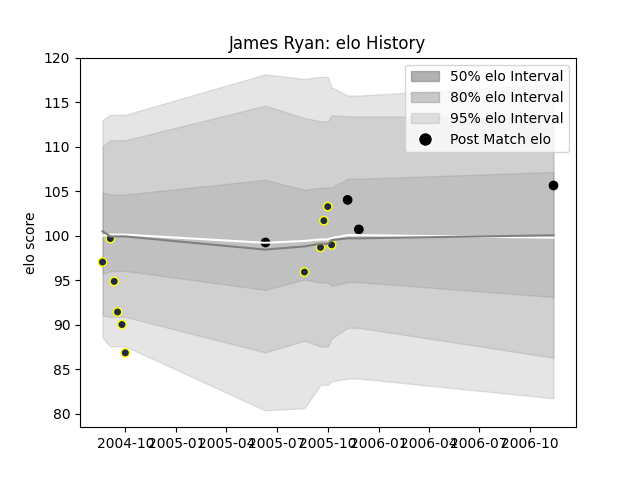 James Ryan: elo History
120
115
110
105
100
95
90
85
80
elo score
50% elo Interval
80% elo Interval
95% elo Interval
Post Match elo
2004-10 2005-01 2005-04 2005-07 2005-10 2006-01 2006-04 2006-07 2006-10